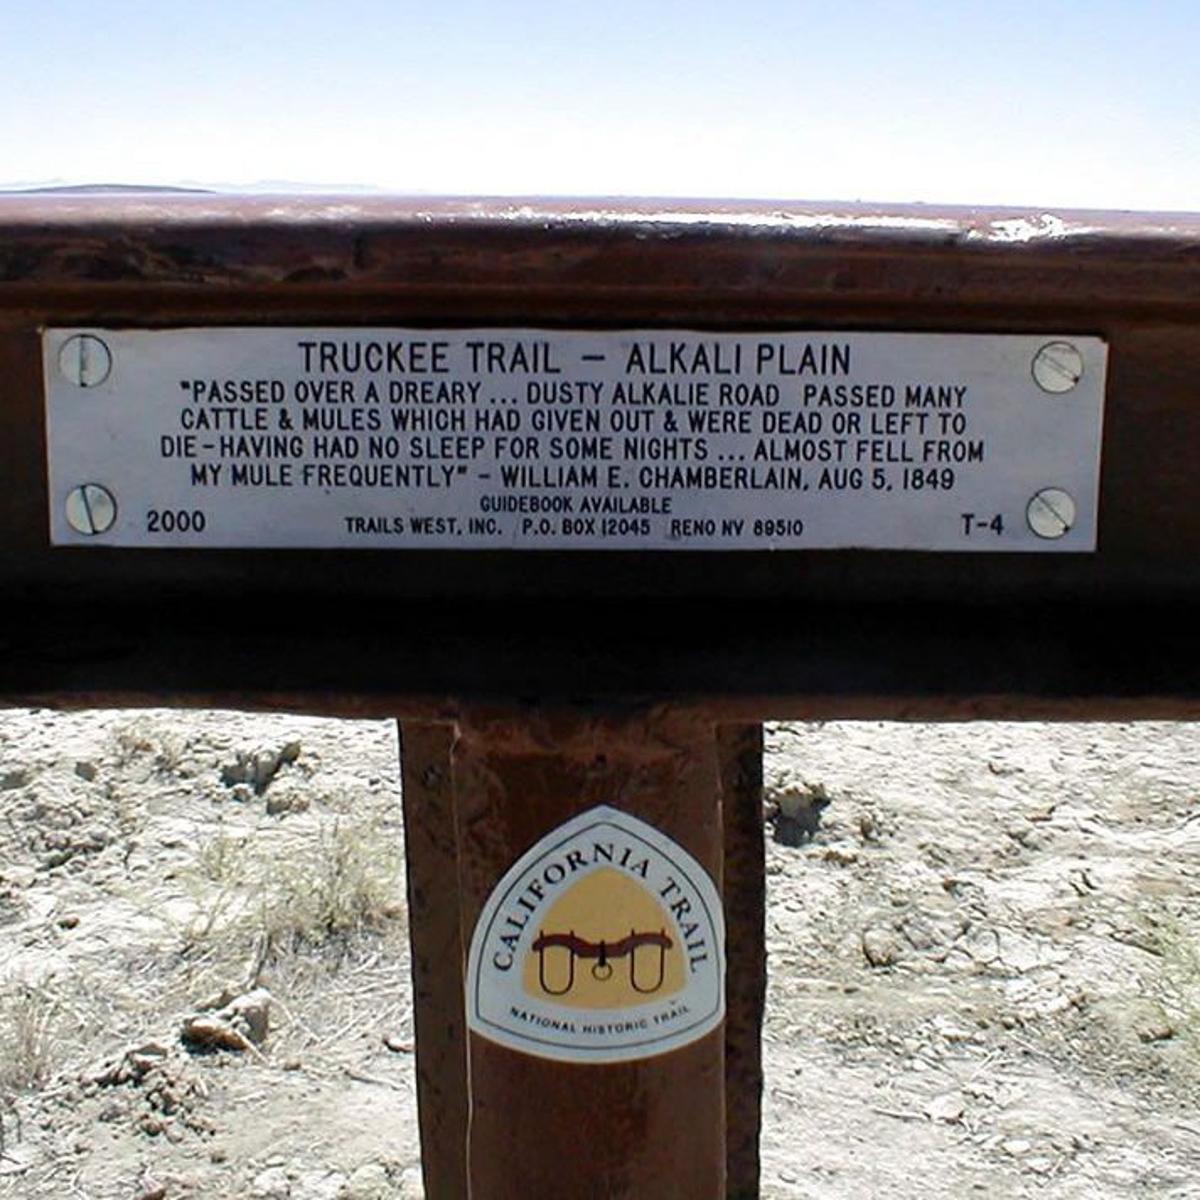 TRUCKEE TRAIL – ALKALI PLAIN
"PASSED OVER A DREARY ... DUSTY ALKALIE ROAD PASSED MANY
CATTLE & MULES WHICH HAD GIVEN OUT & WERE DEAD OR LEFT TO
DIE – HAVING HAD NO SLEEP FOR SOME NIGHTS ... ALMOST FELL FROM
MY MULE FREQUENTLY" – WILLIAM E. CHAMBERLAIN, AUG 5, 1849
GUIDEBOOK AVAILABLE
2000 TRAILS WEST, INC. P.O. BOX 12045 RENO NV 89510 T-4
CALIFORNIA TRAIL
NATIONAL HISTORIC TRAIL